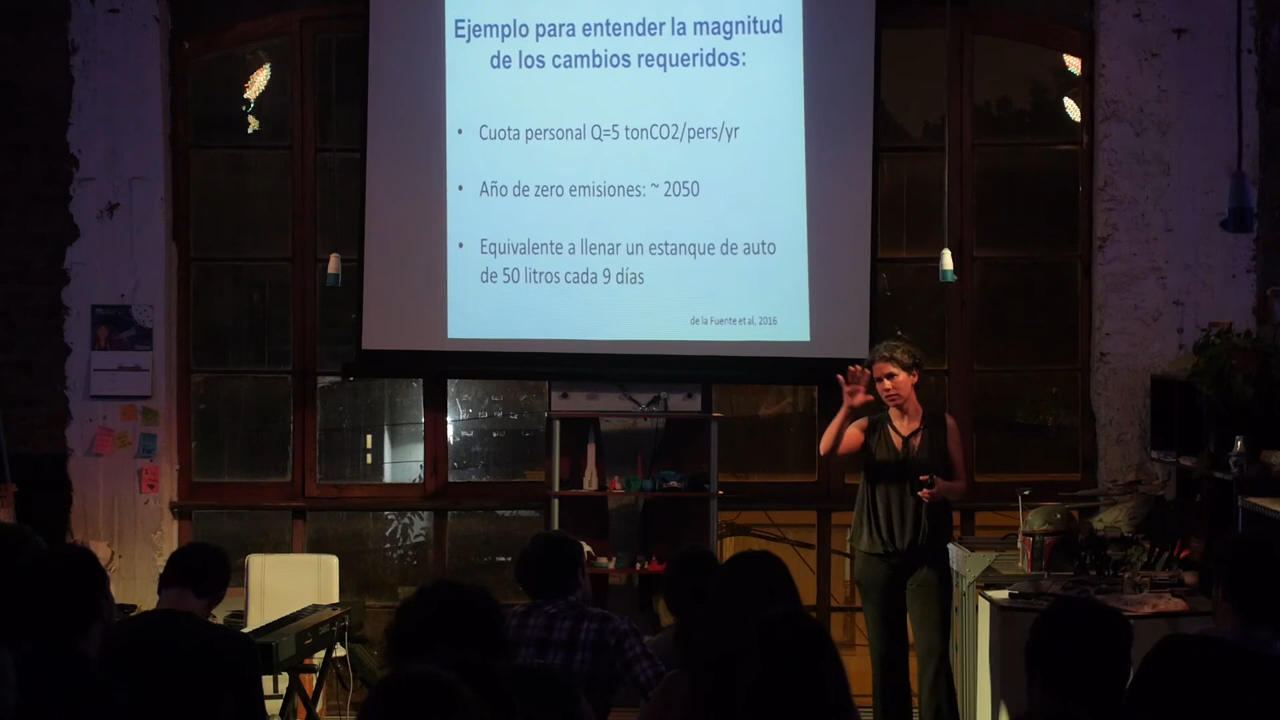 Ejemplo para entender la magnitud
de los cambios requeridos:
• Cuota personal Q=5 tonCO2/pers/yr
• Año de zero emisiones: ~ 2050
• Equivalente a llenar un estanque de auto
de 50 litros cada 9 días
de la Fuente et al, 2016